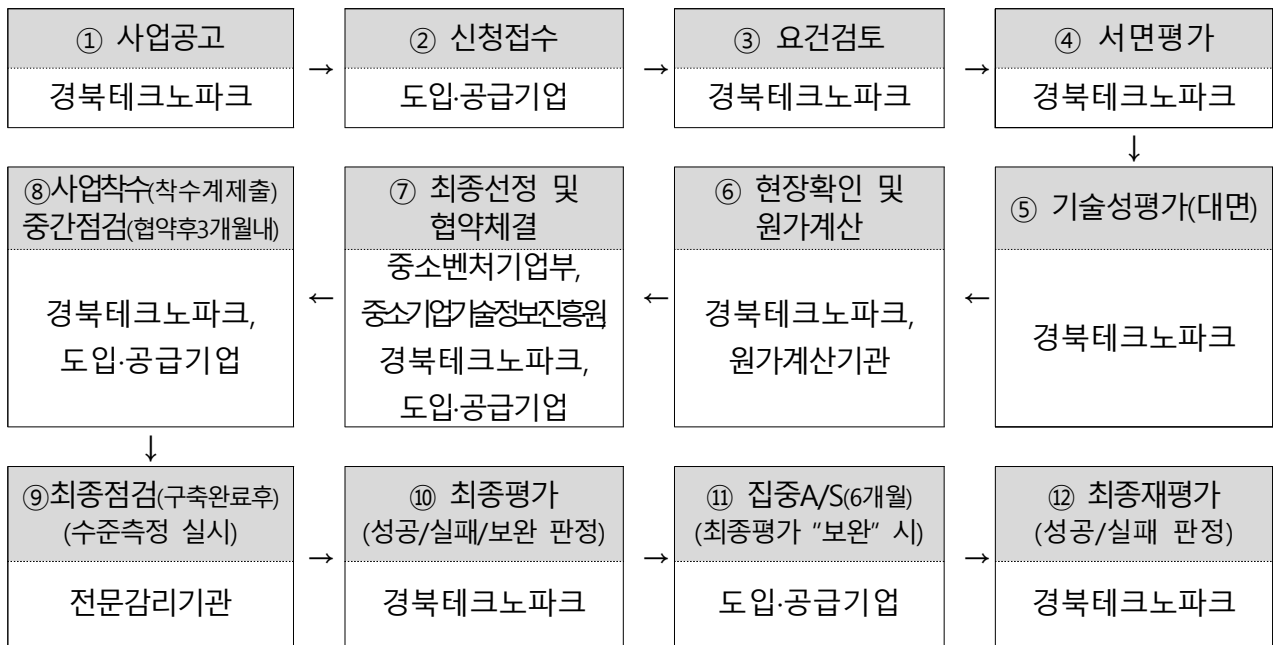 ① 사업공고
경북테크노파크
→
② 신청접수
도입·공급기업
→
③ 요건검토
경북테크노파크
→
④ 서면평가
경북테크노파크
↓
⑤ 기술성평가(대면)
경북테크노파크
←
⑥ 현장확인 및
원가계산
경북테크노파크,
원가계산기관
←
⑦ 최종선정 및
협약체결
중소벤처기업부,
중소기업기술정보진흥원,
경북테크노파크,
도입·공급기업
←
⑧사업착수(착수계제출)
중간점검(협약후3개월내)
경북테크노파크,
도입·공급기업
↓
⑨최종점검(구축완료후)
(수준측정 실시)
전문감리기관
→
⑩ 최종평가
(성공/실패/보완 판정)
경북테크노파크
→
⑪ 집중A/S(6개월)
(최종평가 "보완" 시)
도입·공급기업
→
⑫ 최종재평가
(성공/실패 판정)
경북테크노파크